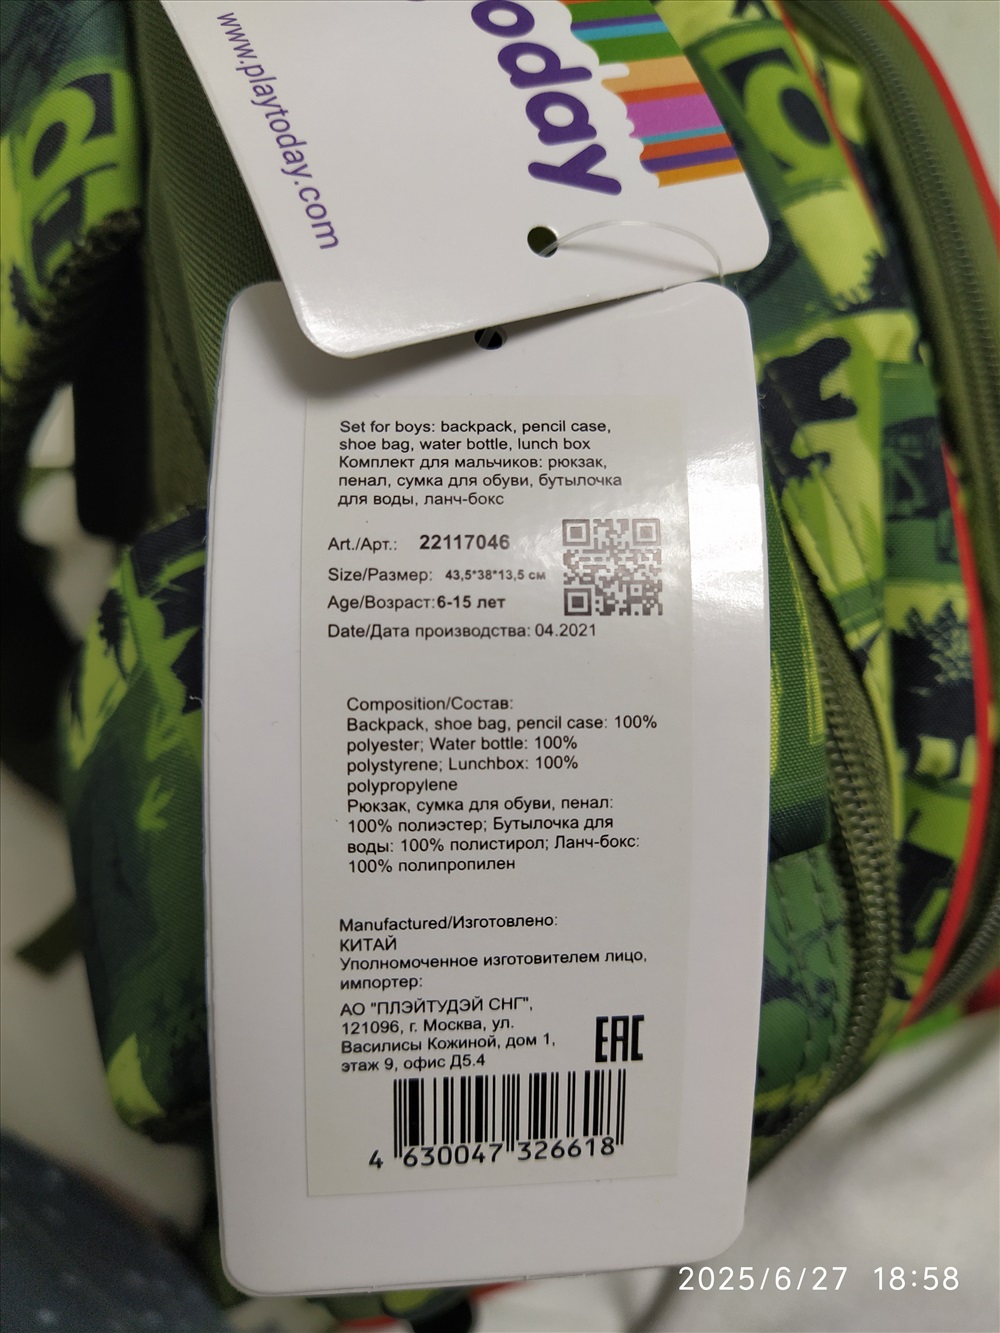 www.playtoday.com
oday
Set for boys: backpack, pencil case,
shoe bag, water bottle, lunch box
Комплект для мальчиков: рюкзак,
пенал, сумка для обуви, бутылочка
для воды, ланч-бокс
Art./Арт.: 22117046
Size/Размер: 43,5*38*13,5 см
Age/Возраст:6-15 лет
Date/Дата производства: 04.2021
Composition/Состав:
Backpack, shoe bag, pencil case: 100%
polyester; Water bottle: 100%
polystyrene; Lunchbox: 100%
polypropylene
Рюкзак, сумка для обуви, пенал:
100% полиэстер; Бутылочка для
воды: 100% полистирол; Ланч-бокс:
100% полипропилен
Manufactured/Изготовлено:
КИТАЙ
Уполномоченное изготовителем лицо,
импортер:
АО "ПЛЭЙТУДЭЙ СНГ",
121096, г. Москва, ул.
Василисы Кожиной, дом 1,
этаж 9, офис Д5.4
EAC
4 630047 326618
2025/6/27 18:58